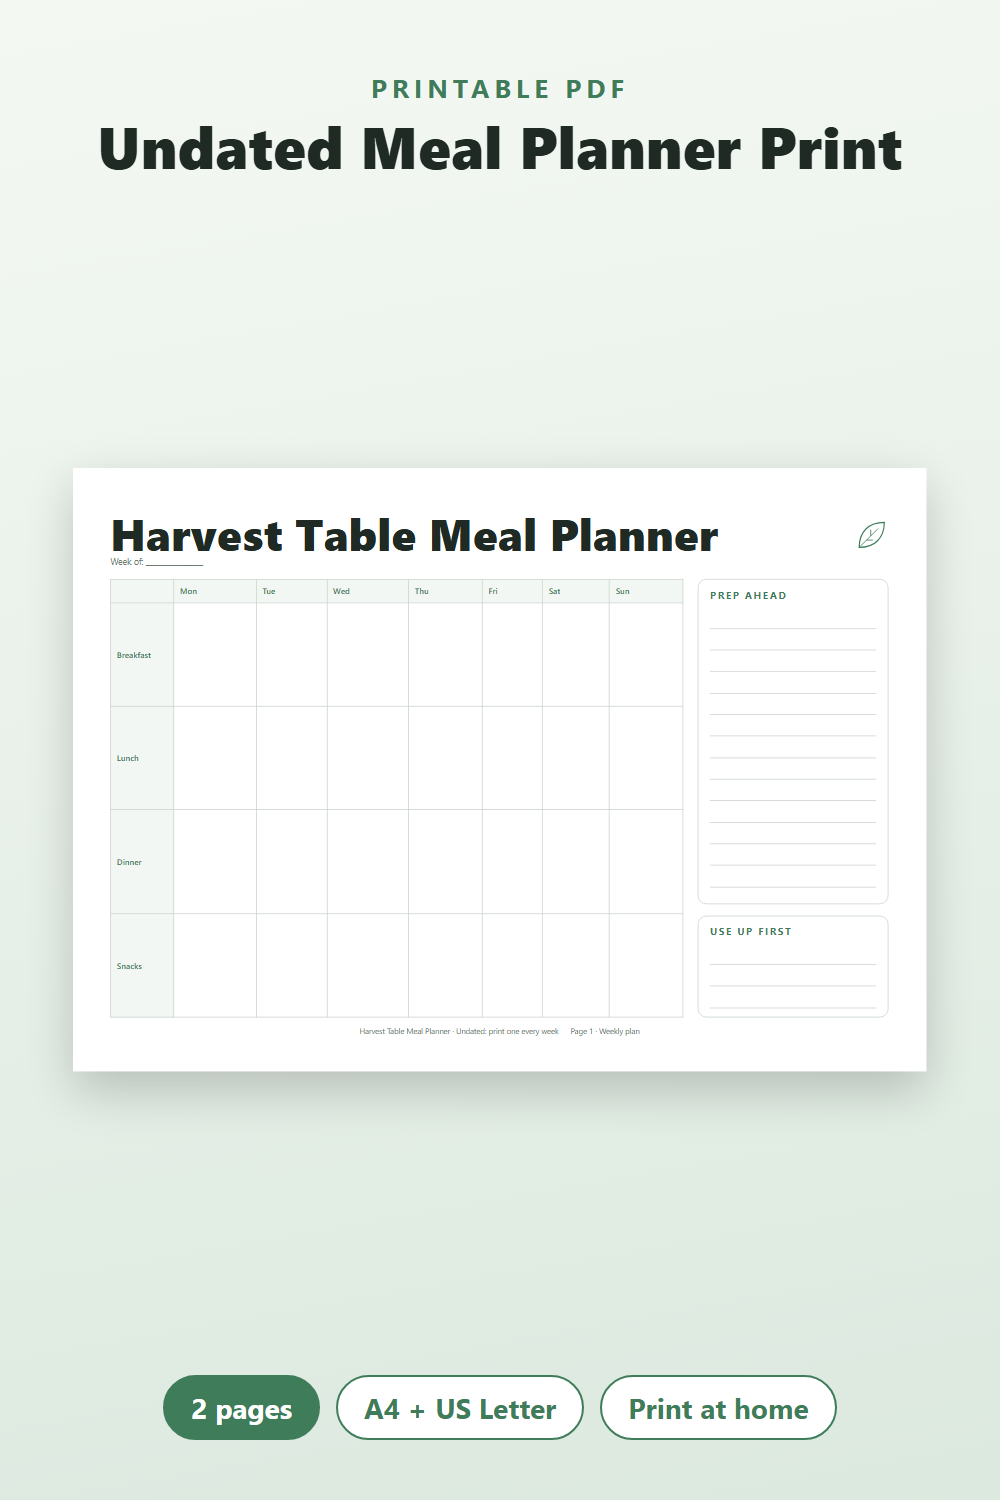 PRINTABLE PDF
Undated Meal Planner Print
Harvest Table Meal Planner
Week of: ____________
Mon Tue Wed Thu Fri Sat Sun
Breakfast
Lunch
Dinner
Snacks
PREP AHEAD
USE UP FIRST
Harvest Table Meal Planner · Undated: print one every week Page 1 · Weekly plan
2 pages
A4 + US Letter
Print at home